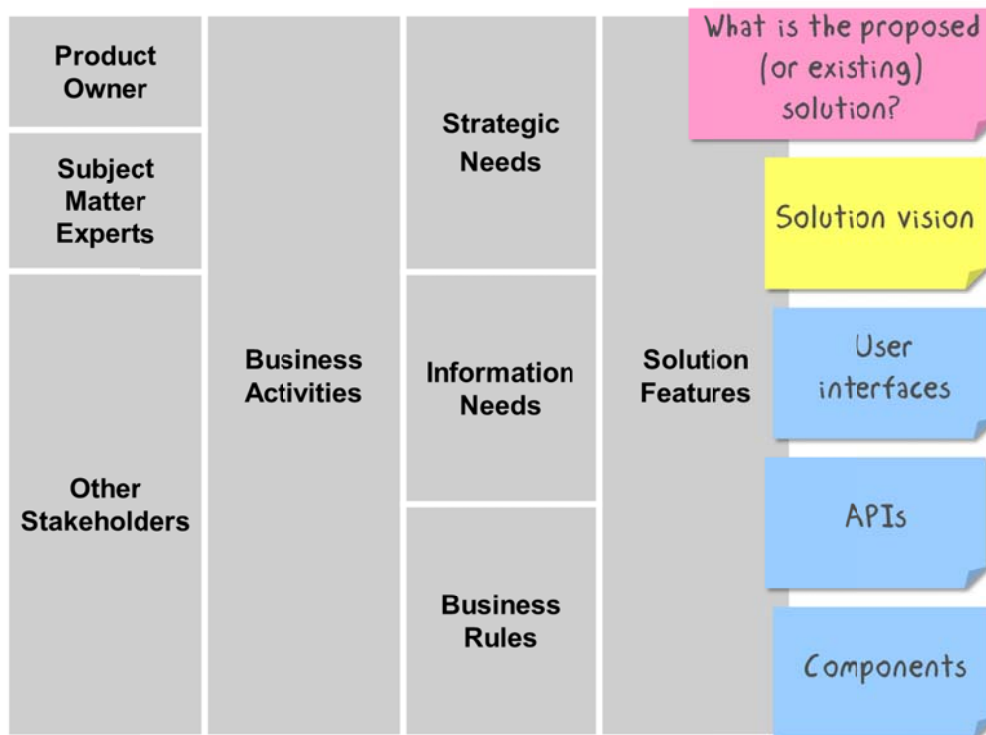 Product
Owner
Subject
Matter
Experts
Other
Stakeholders
Business
Activities
Strategic
Needs
Information
Needs
Business
Rules
Solution
Features
What is the proposed
(or existing)
solution?
Solution vision
User
interfaces
APIs
Components